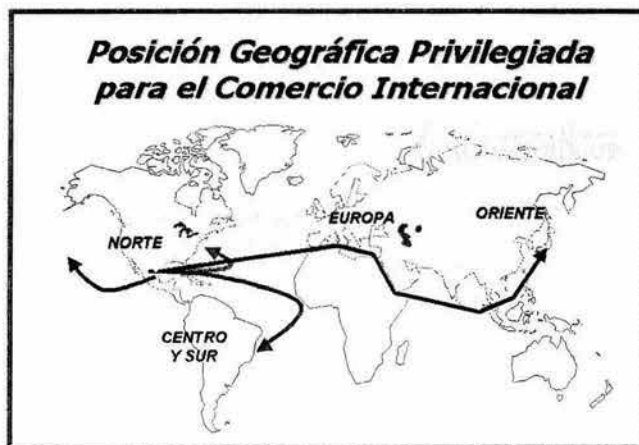 Posición Geográfica Privilegiada
para el Comercio Internacional
EUROPA
ORIENTE
NORTE
CENTRO
Y SUR